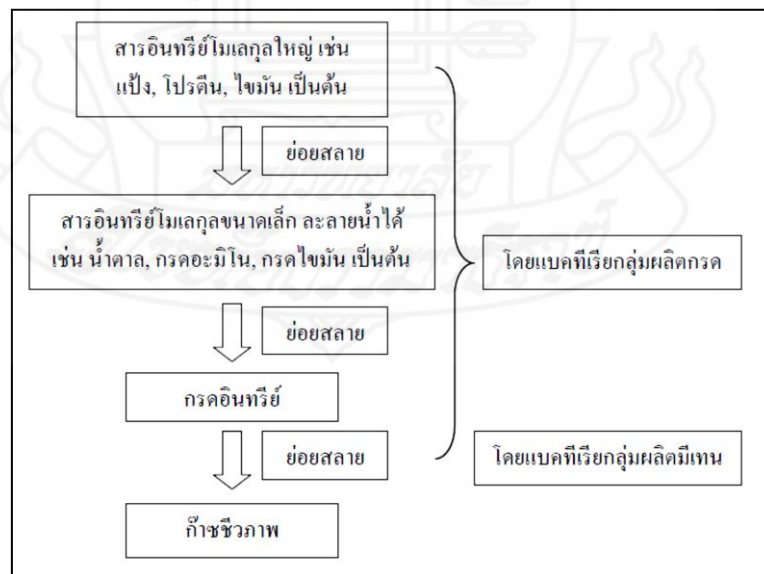 สารอินทรีย์โมเลกุลใหญ่ เช่น
แป้ง, โปรตีน, ไขมัน เป็นต้น
ย่อยสลาย
สารอินทรีย์โมเลกุลขนาดเล็ก ละลายน้ำได้
เช่น น้ำตาล, กรดอะมิโน, กรดไขมัน เป็นต้น
โดยแบคทีเรียกลุ่มผลิตกรด
ย่อยสลาย
กรดอินทรีย์
ย่อยสลาย
โดยแบคทีเรียกลุ่มผลิตมีเทน
ก๊าซชีวภาพ